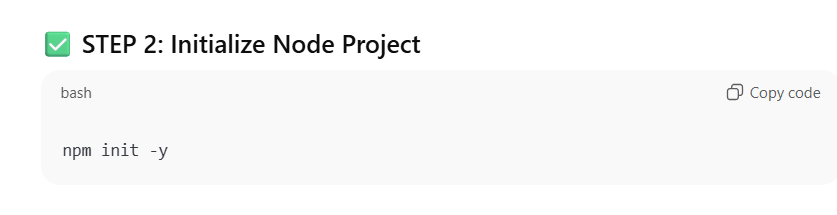 ✅ STEP 2: Initialize Node Project
bash
Copy code
npm init -y